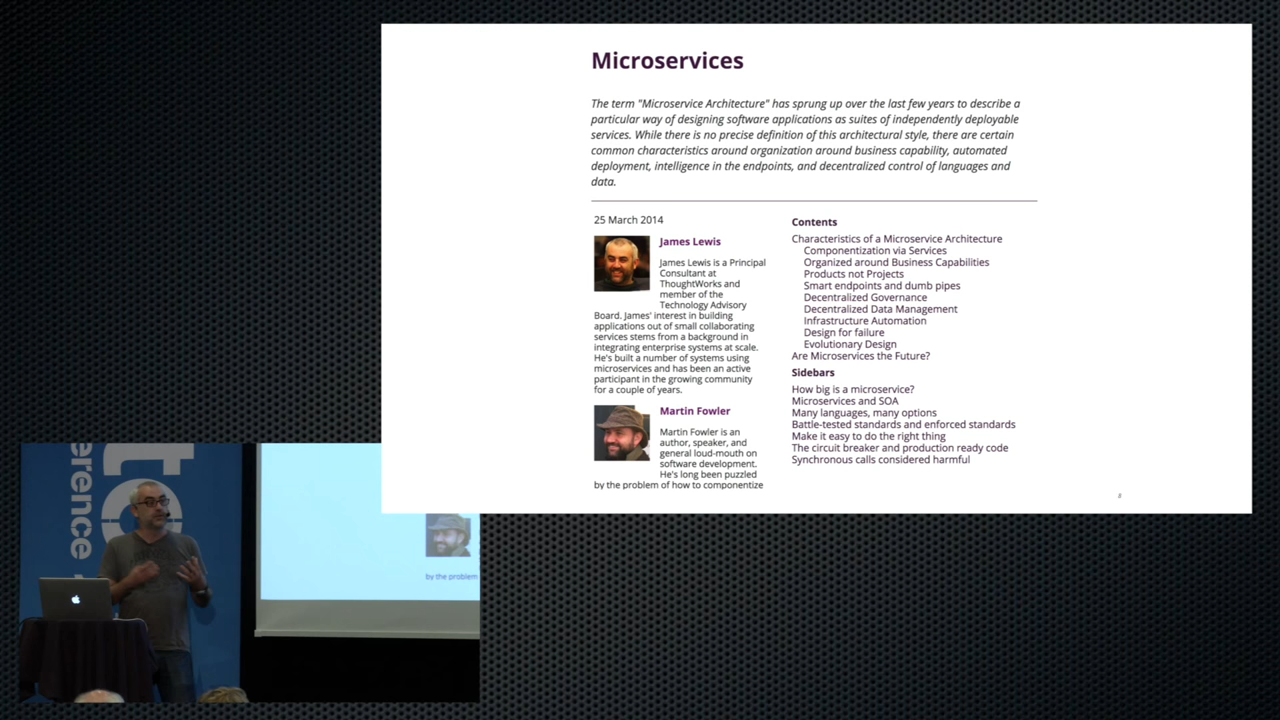 Microservices
The term "Microservice Architecture" has sprung up over the last few years to describe a
particular way of designing software applications as suites of independently deployable
services. While there is no precise definition of this architectural style, there are certain
common characteristics around organization around business capability, automated
deployment, intelligence in the endpoints, and decentralized control of languages and
data.
25 March 2014
James Lewis
James Lewis is a Principal
Consultant at
ThoughtWorks and
member of the
Technology Advisory
Board. James' interest in building
applications out of small collaborating
services stems from a background in
integrating enterprise systems at scale.
He's built a number of systems using
microservices and has been an active
participant in the growing community
for a couple of years.
Martin Fowler
Martin Fowler is an
author, speaker, and
general loud-mouth on
software development.
He's long been puzzled
by the problem of how to componentize
Contents
Characteristics of a Microservice Architecture
Componentization via Services
Organized around Business Capabilities
Products not Projects
Smart endpoints and dumb pipes
Decentralized Governance
Decentralized Data Management
Infrastructure Automation
Design for failure
Evolutionary Design
Are Microservices the Future?
Sidebars
How big is a microservice?
Microservices and SOA
Many languages, many options
Battle-tested standards and enforced standards
Make it easy to do the right thing
The circuit breaker and production ready code
Synchronous calls considered harmful
8
to
erence
by the problem